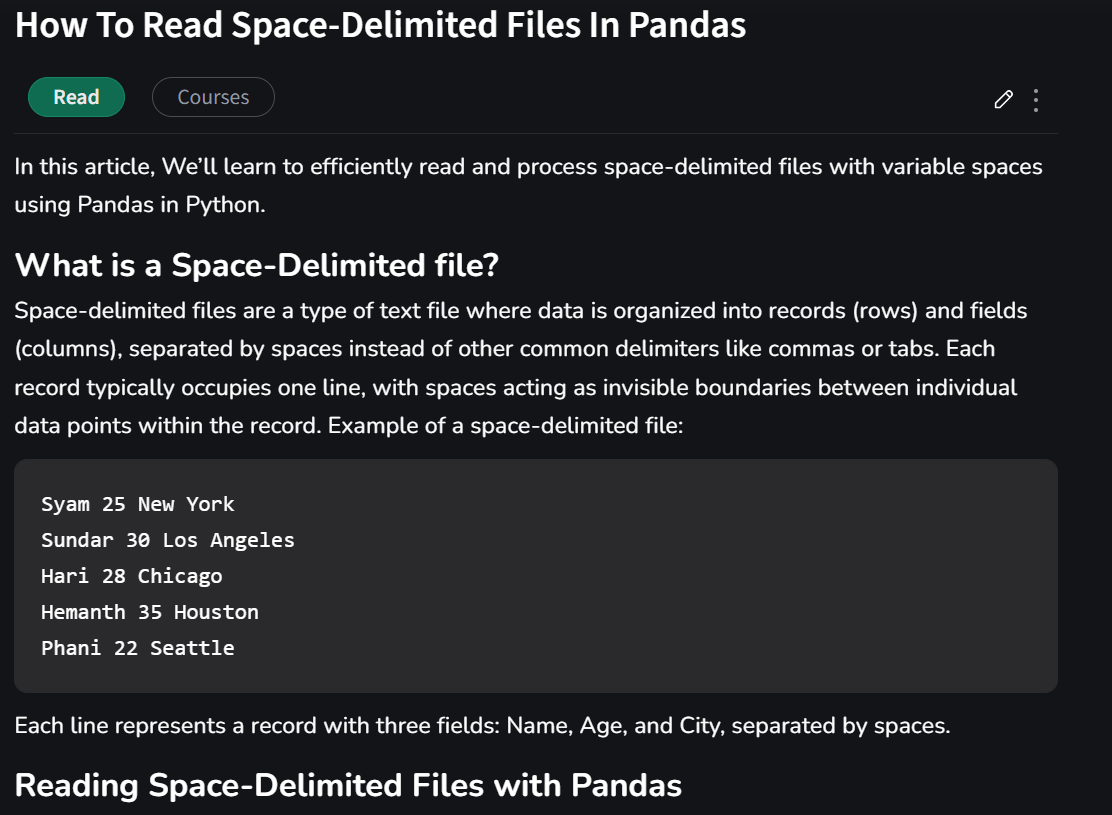 How To Read Space-Delimited Files In Pandas
Read
Courses
In this article, We’ll learn to efficiently read and process space-delimited files with variable spaces
using Pandas in Python.
What is a Space-Delimited file?
Space-delimited files are a type of text file where data is organized into records (rows) and fields
(columns), separated by spaces instead of other common delimiters like commas or tabs. Each
record typically occupies one line, with spaces acting as invisible boundaries between individual
data points within the record. Example of a space-delimited file:
Syam 25 New York
Sundar 30 Los Angeles
Hari 28 Chicago
Hemanth 35 Houston
Phani 22 Seattle
Each line represents a record with three fields: Name, Age, and City, separated by spaces.
Reading Space-Delimited Files with Pandas